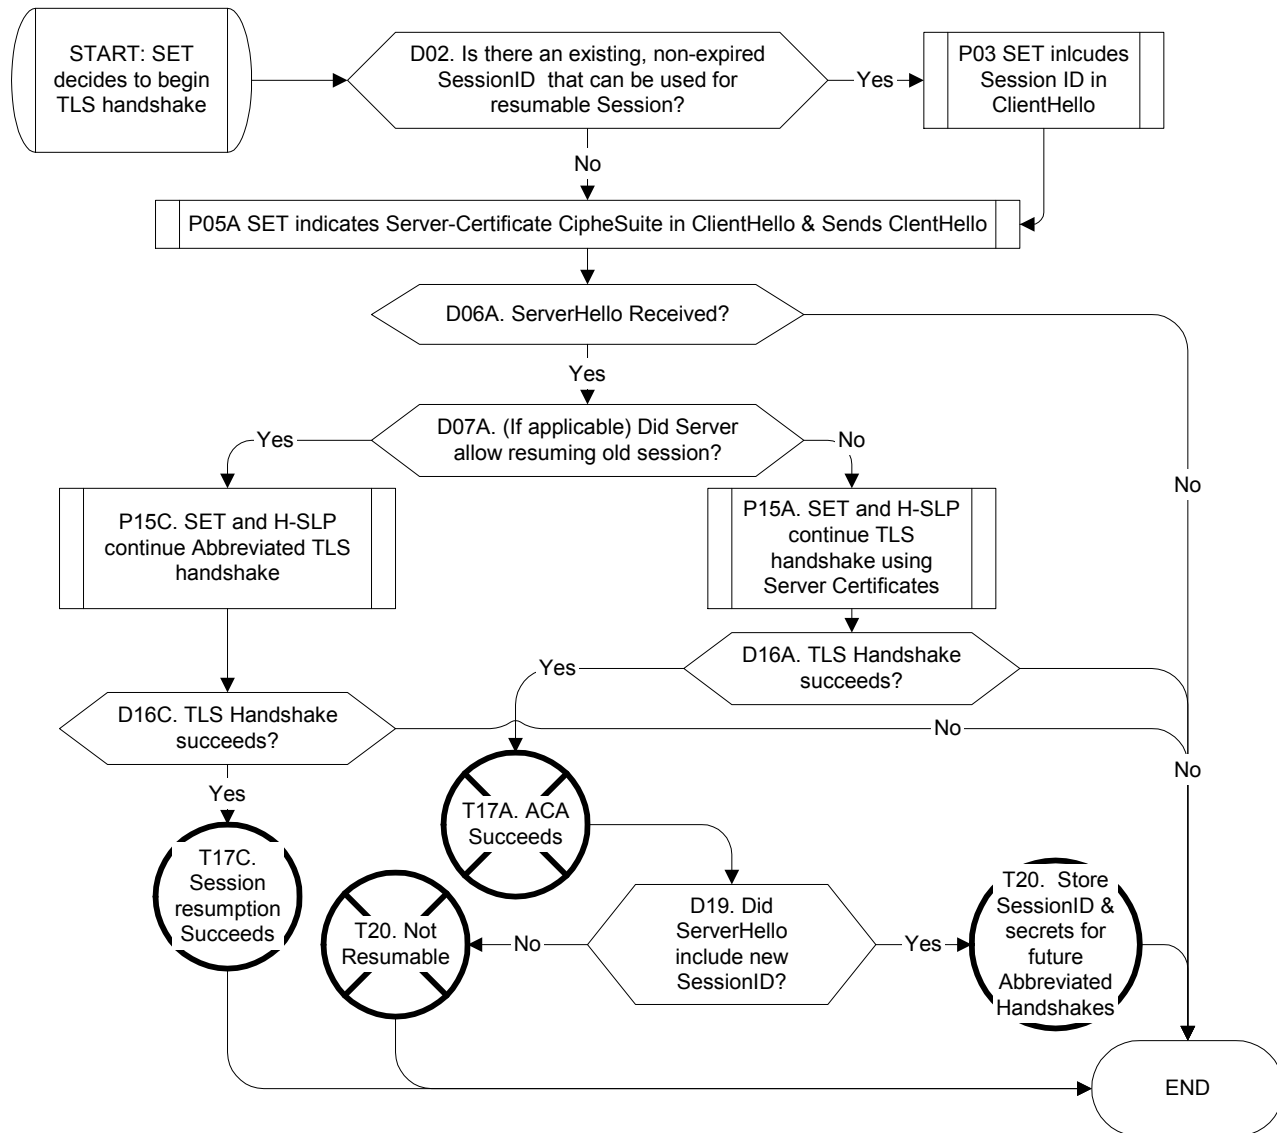 START: SET
decides to begin
TLS handshake
D02. Is there an existing, non-expired
SessionID that can be used for
resumable Session?
Yes
P03 SET inlcudes
Session ID in
ClientHello
No
P05A SET indicates Server-Certificate CipheSuite in ClientHello & Sends ClentHello
D06A. ServerHello Received?
Yes
D07A. (If applicable) Did Server
allow resuming old session?
Yes
No
No
P15C. SET and H-SLP
continue Abbreviated TLS
handshake
P15A. SET and H-SLP
continue TLS
handshake using
Server Certificates
D16A. TLS Handshake
succeeds?
Yes
D16C. TLS Handshake
succeeds?
No
No
Yes
T17A. ACA
Succeeds
T17C.
Session
resumption
Succeeds
T20. Not
Resumable
No
D19. Did
ServerHello
include new
SessionID?
Yes
T20. Store
SessionID &
secrets for
future
Abbreviated
Handshakes
END